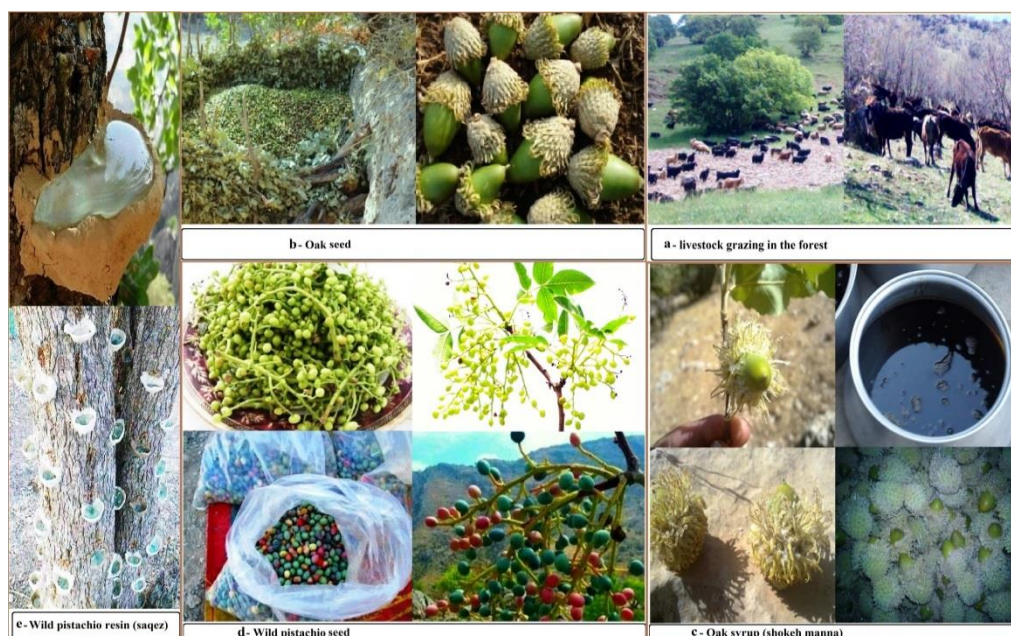 b- Oak seed
a- livestock grazing in the forest
e- Wild pistachio resin (saqez)
d- Wild pistachio seed
c- Oak syrup (shokeh manna)